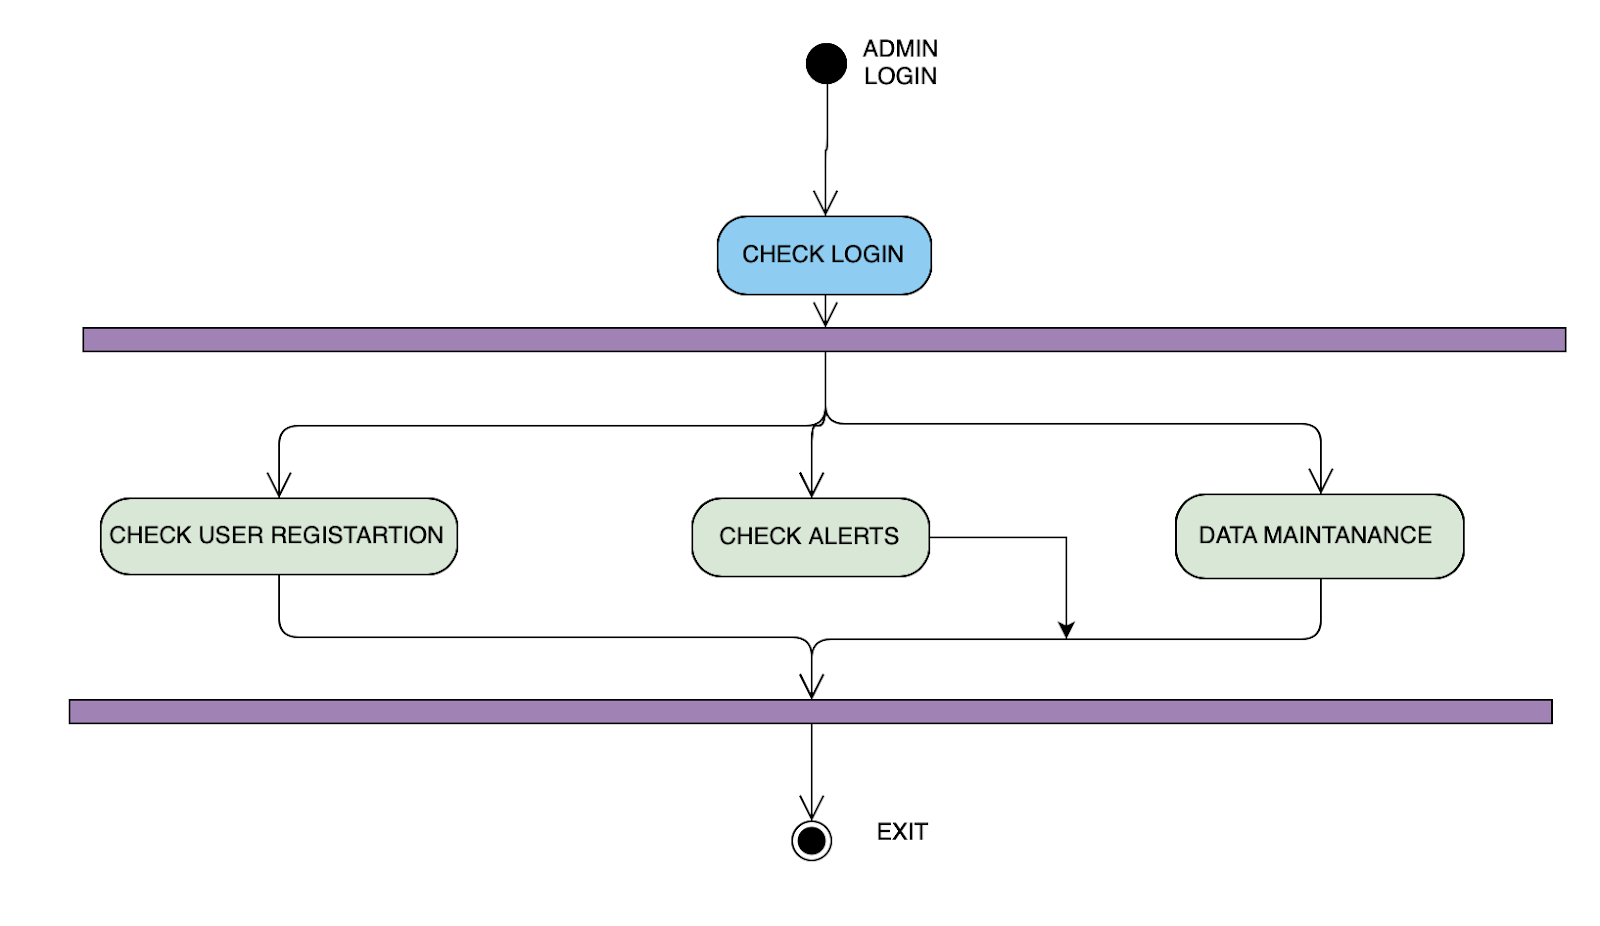 ADMIN
LOGIN
CHECK LOGIN
CHECK USER REGISTARTION
CHECK ALERTS
DATA MAINTANANCE
EXIT